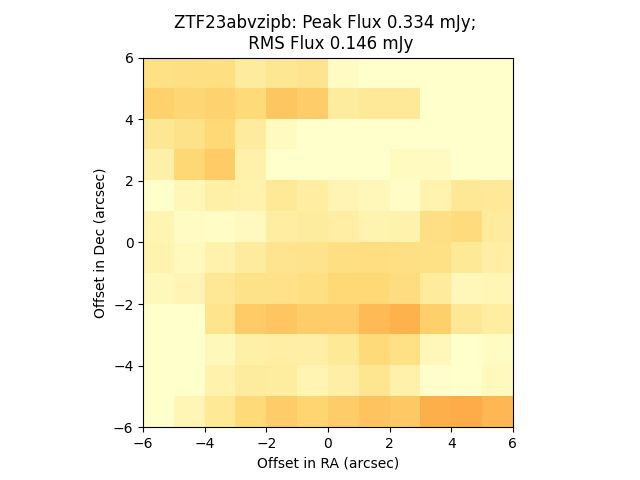 ZTF23abvzipb: Peak Flux 0.334 mJy;
RMS Flux 0.146 mJy
6
4
2
0
−2
−4
−6
Offset in Dec (arcsec)
−6 −4 −2 0 2 4 6
Offset in RA (arcsec)